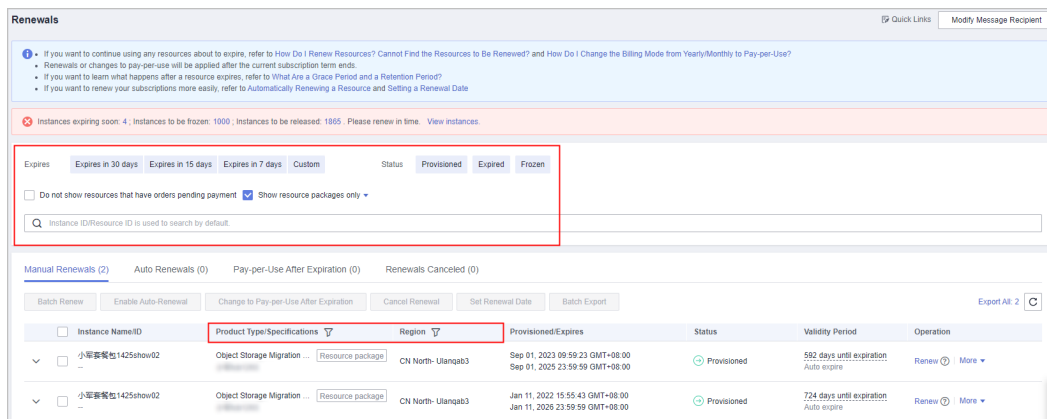 Renewals
Quick Links
Modify Message Recipient
• If you want to continue using any resources about to expire, refer to How Do I Renew Resources? Cannot Find the Resources to Be Renewed? and How Do I Change the Billing Mode from Yearly/Monthly to Pay-per-Use?
• Renewals or changes to pay-per-use will be applied after the current subscription term ends.
• If you want to learn what happens after a resource expires, refer to What Are a Grace Period and a Retention Period?
• If you want to renew your subscriptions more easily, refer to Automatically Renewing a Resource and Setting a Renewal Date
Instances expiring soon: 4 ; Instances to be frozen: 1000 ; Instances to be released: 1865 . Please renew in time. View instances.
Expires Expires in 30 days Expires in 15 days Expires in 7 days Custom Status Provisioned Expired Frozen
Do not show resources that have orders pending payment Show resource packages only
Instance ID/Resource ID is used to search by default.
Manual Renewals (2) Auto Renewals (0) Pay-per-Use After Expiration (0) Renewals Canceled (0)
Batch Renew Enable Auto-Renewal Change to Pay-per-Use After Expiration Cancel Renewal Set Renewal Date Batch Export Export All: 2
Instance Name/ID Product Type/Specifications Region Provisioned/Expires Status Validity Period Operation
小军套餐包1425show02 Object Storage Migration ... Resource package CN North- Ulanqab3 Sep 01, 2023 09:59:23 GMT+08:00 Provisioned 592 days until expiration Renew More
-- Sep 01, 2025 23:59:59 GMT+08:00 Auto expire
小军套餐包1425show02 Object Storage Migration ... Resource package CN North- Ulanqab3 Jan 11, 2022 15:55:43 GMT+08:00 Provisioned 724 days until expiration Renew More
-- Jan 11, 2026 23:59:59 GMT+08:00 Auto expire